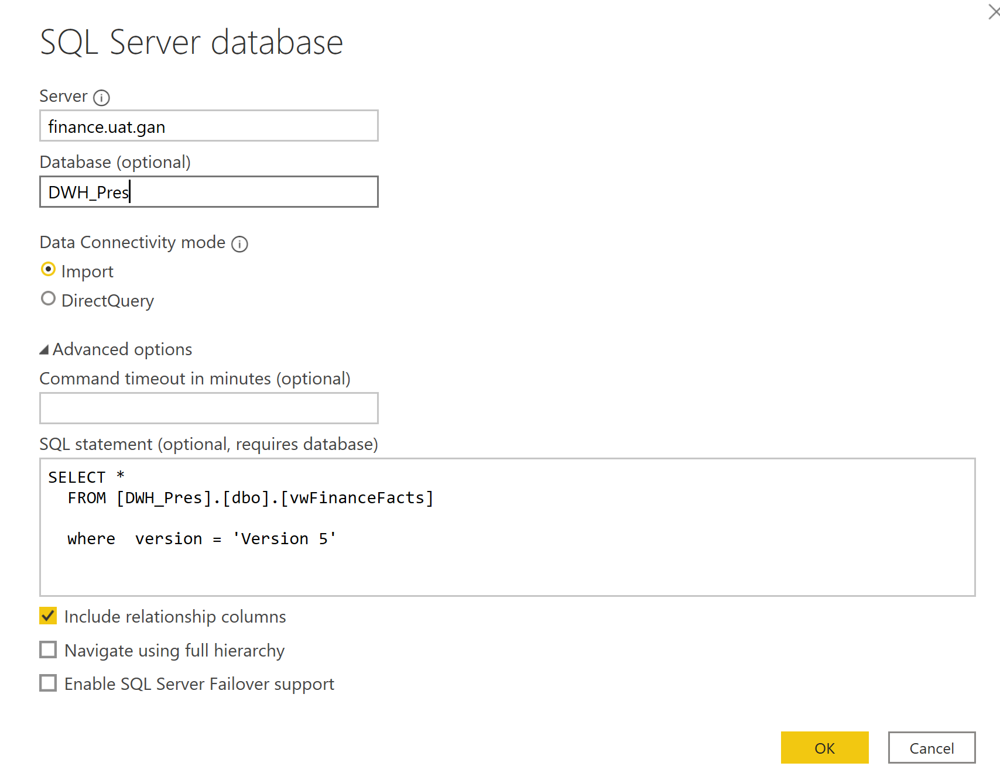 SQL Server database
Server
finance.uat.gan
Database (optional)
DWH_Pres
Data Connectivity mode
Import
DirectQuery
Advanced options
Command timeout in minutes (optional)
SQL statement (optional, requires database)
SELECT *
FROM [DWH_Pres].[dbo].[vwFinanceFacts]
where  version = 'Version 5'
Include relationship columns
Navigate using full hierarchy
Enable SQL Server Failover support
OK
Cancel